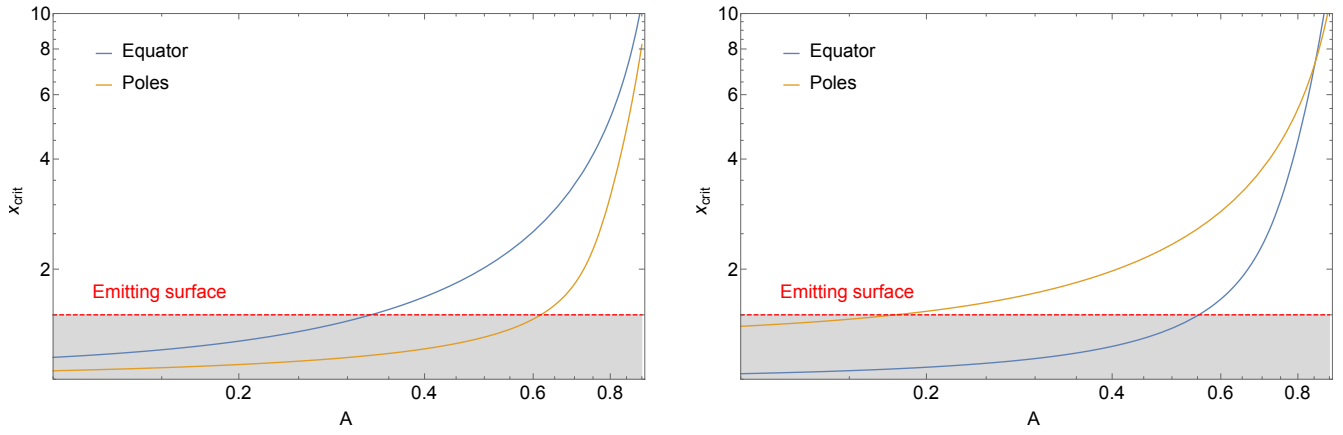 Equator
Poles
Emitting surface
10
8
6
4
2
0.2
0.4
0.6
0.8
x_crit
A
Equator
Poles
Emitting surface
10
8
6
4
2
0.2
0.4
0.6
0.8
x_crit
A